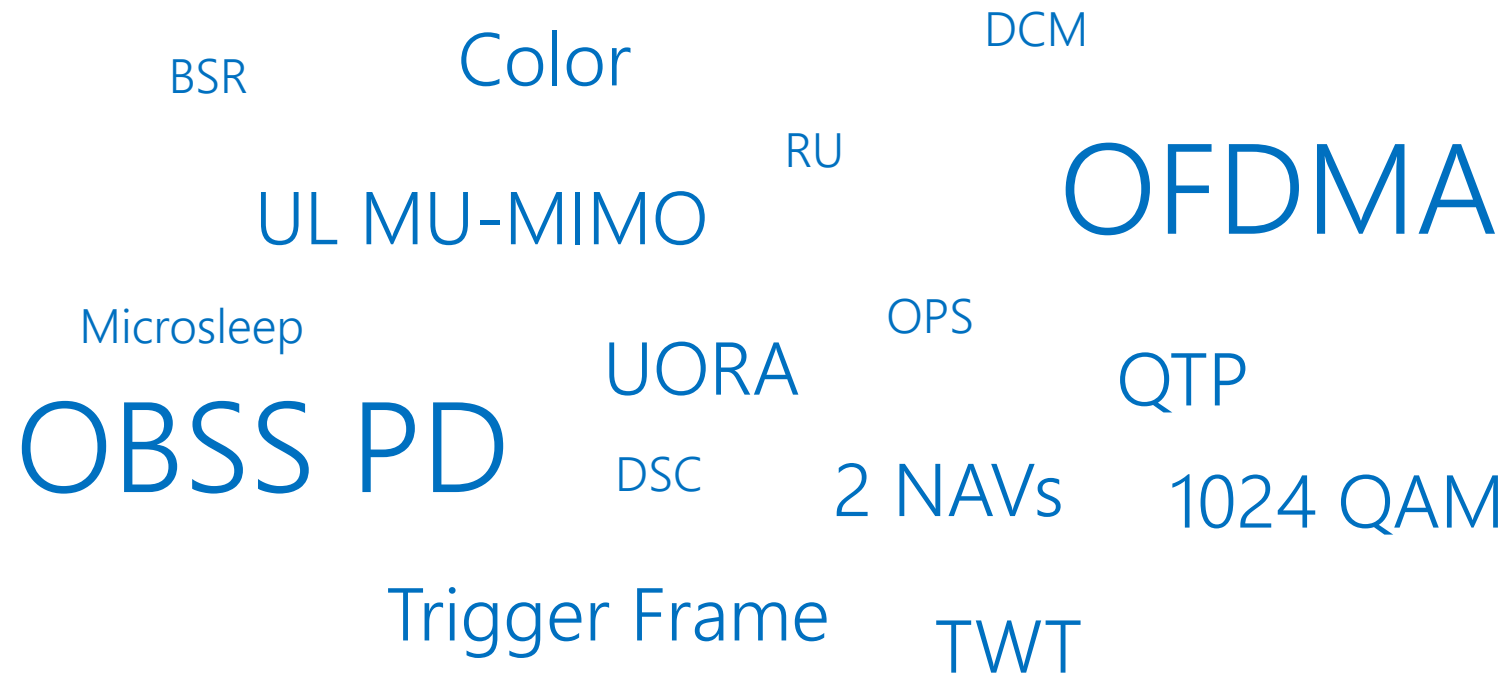 DCM
Color
BSR
RU
OFDMA
UL MU-MIMO
Microsleep
OPS
UORA
QTP
OBSS PD
DSC
2 NAVs
1024 QAM
Trigger Frame
TWT